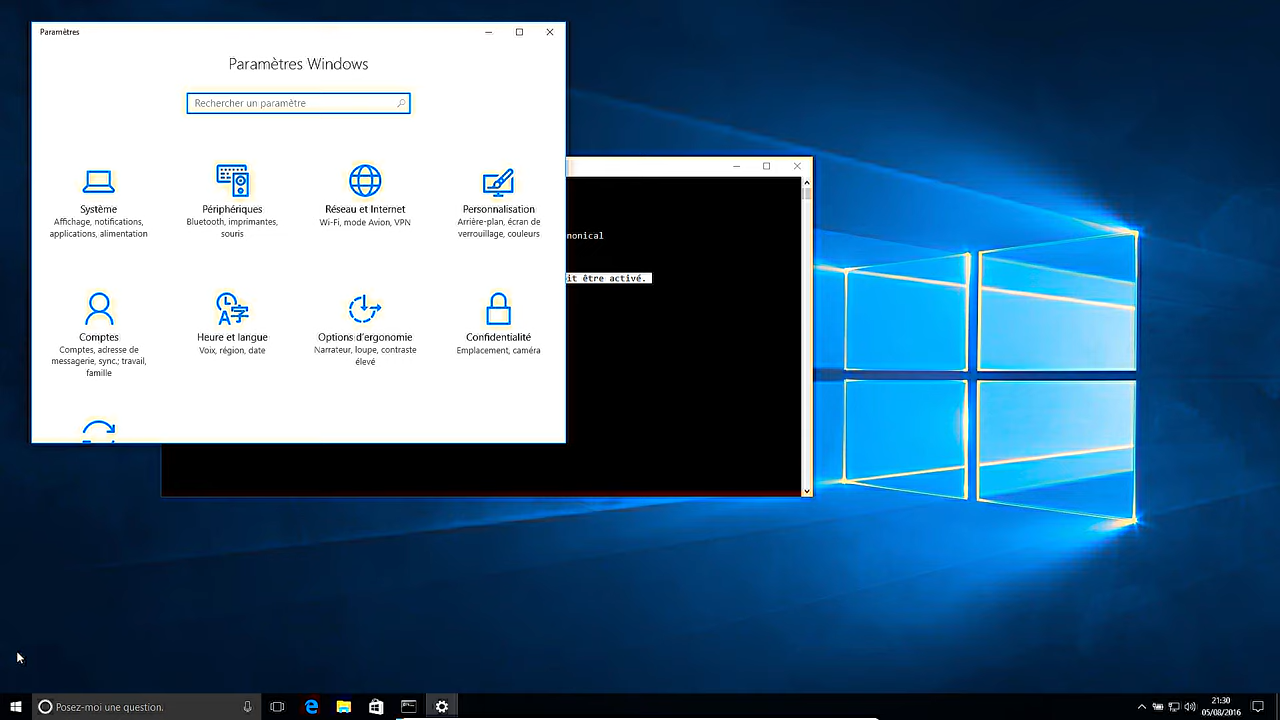 Paramètres
Paramètres Windows
Rechercher un paramètre
Système
Affichage, notifications,
applications, alimentation
Périphériques
Bluetooth, imprimantes,
souris
Réseau et Internet
Wi-Fi, mode Avion, VPN
Personnalisation
Arrière-plan, écran de
verrouillage, couleurs
nonical
it être activé.
Comptes
Comptes, adresse de
messagerie, sync.; travail,
famille
Heure et langue
Voix, région, date
Options d'ergonomie
Narrateur, loupe, contraste
élevé
Confidentialité
Emplacement, caméra
Posez-moi une question.
21:30
05/08/2016